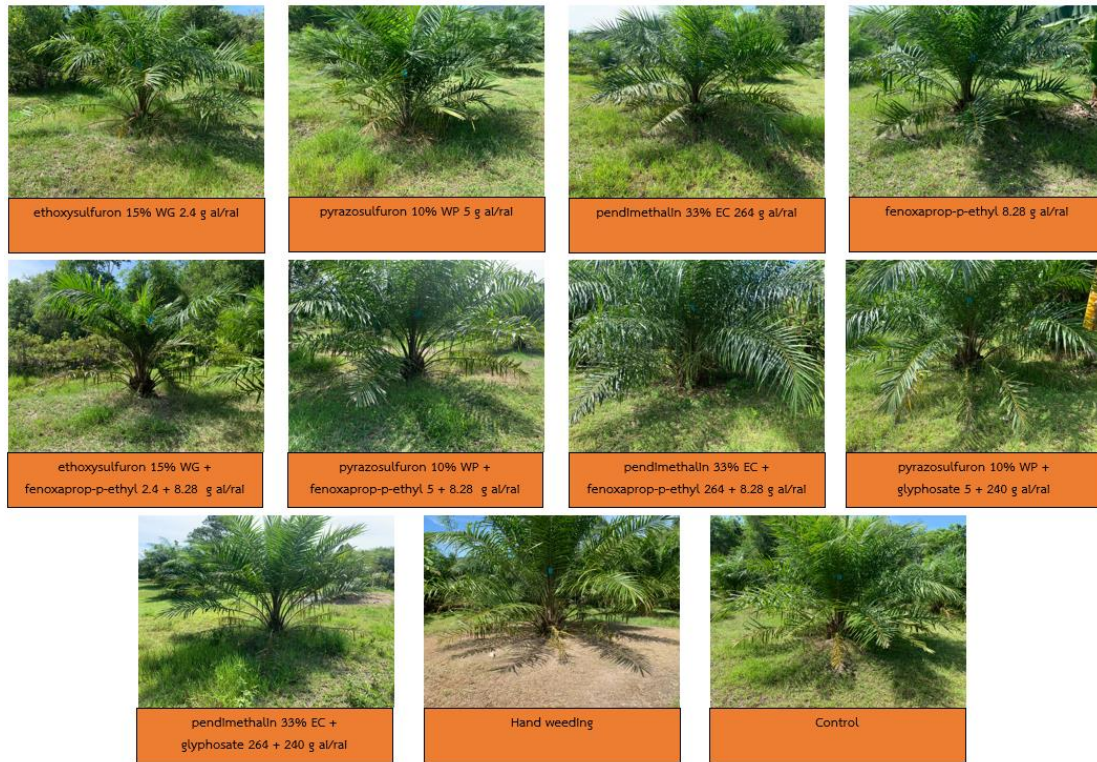 ethoxysulfuron 15% WG 2.4 g ai/rai
pyrazosulfuron 10% WP 5 g ai/rai
pendimethalin 33% EC 264 g ai/rai
fenoxaprop-p-ethyl 8.28 g ai/rai
ethoxysulfuron 15% WG +
fenoxaprop-p-ethyl 2.4 + 8.28 g ai/rai
pyrazosulfuron 10% WP +
fenoxaprop-p-ethyl 5 + 8.28 g ai/rai
pendimethalin 33% EC +
fenoxaprop-p-ethyl 264 + 8.28 g ai/rai
pyrazosulfuron 10% WP +
glyphosate 5 + 240 g ai/rai
pendimethalin 33% EC +
glyphosate 264 + 240 g ai/rai
Hand weeding
Control